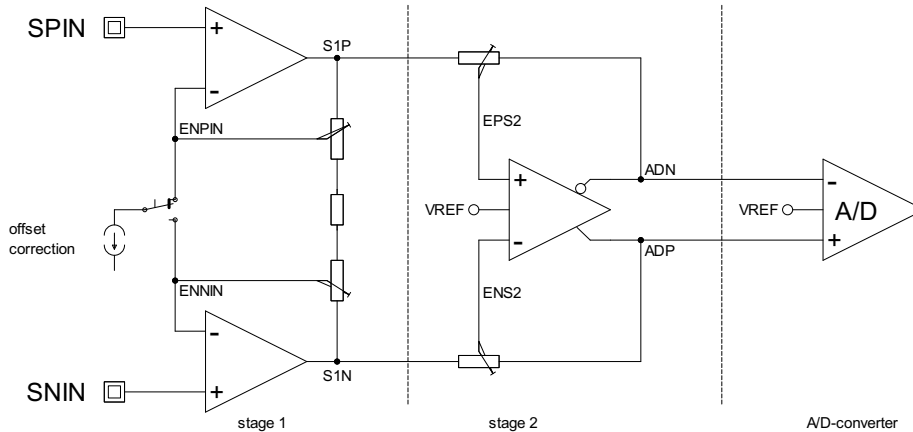 SPIN
+
-
S1P
ENPIN
offset
correction
ENNIN
-
+
SNIN
S1N
stage 1
EPS2
+
VREF
-
ENS2
ADN
ADP
stage 2
-
VREF
A/D
+
A/D-converter